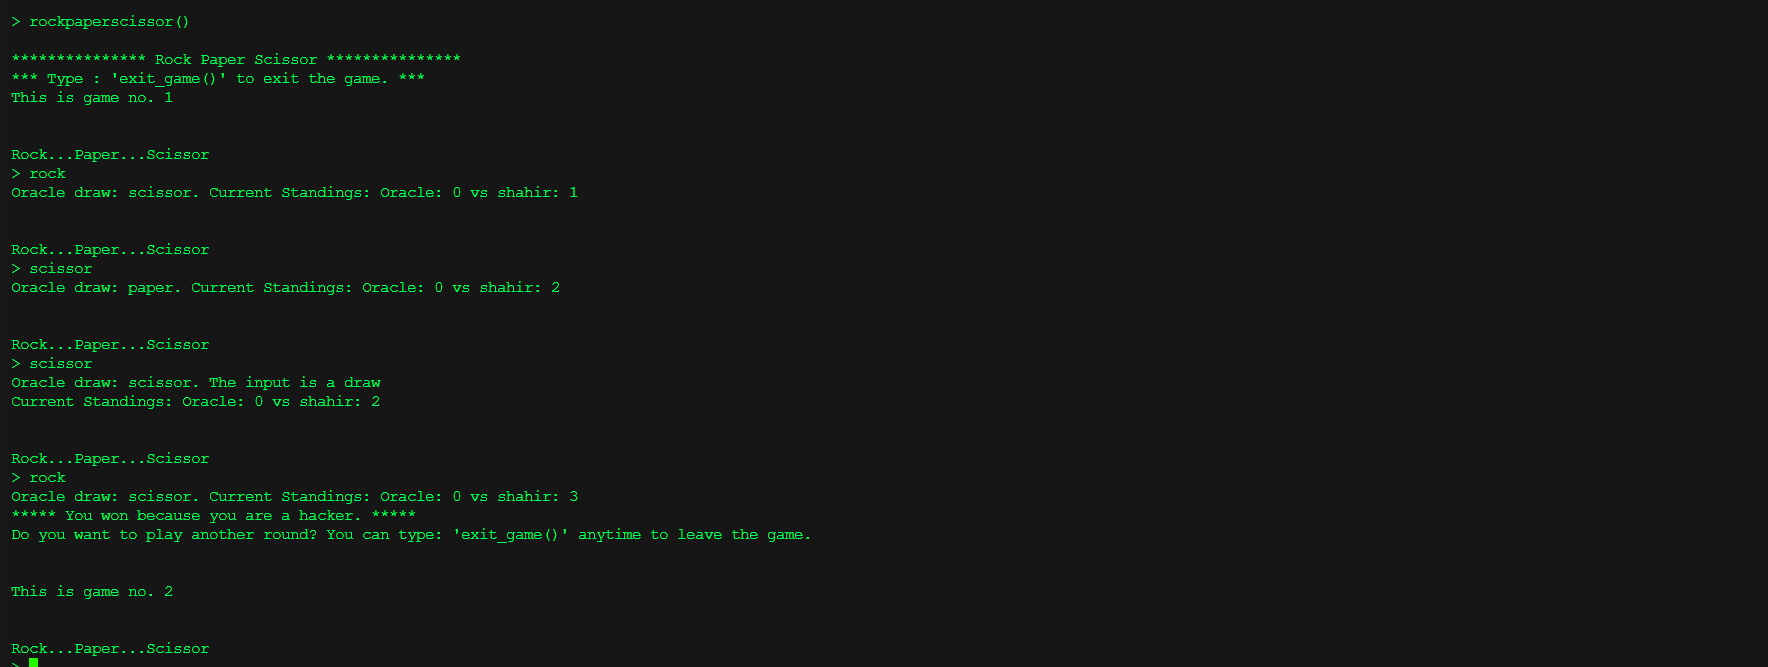 > rockpaperscissor()
*************** Rock Paper Scissor ***************
*** Type : 'exit_game()' to exit the game. ***
This is game no. 1
Rock...Paper...Scissor
> rock
Oracle draw: scissor. Current Standings: Oracle: 0 vs shahir: 1
Rock...Paper...Scissor
> scissor
Oracle draw: paper. Current Standings: Oracle: 0 vs shahir: 2
Rock...Paper...Scissor
> scissor
Oracle draw: scissor. The input is a draw
Current Standings: Oracle: 0 vs shahir: 2
Rock...Paper...Scissor
> rock
Oracle draw: scissor. Current Standings: Oracle: 0 vs shahir: 3
***** You won because you are a hacker. *****
Do you want to play another round? You can type: 'exit_game()' anytime to leave the game.
This is game no. 2
Rock...Paper...Scissor
>